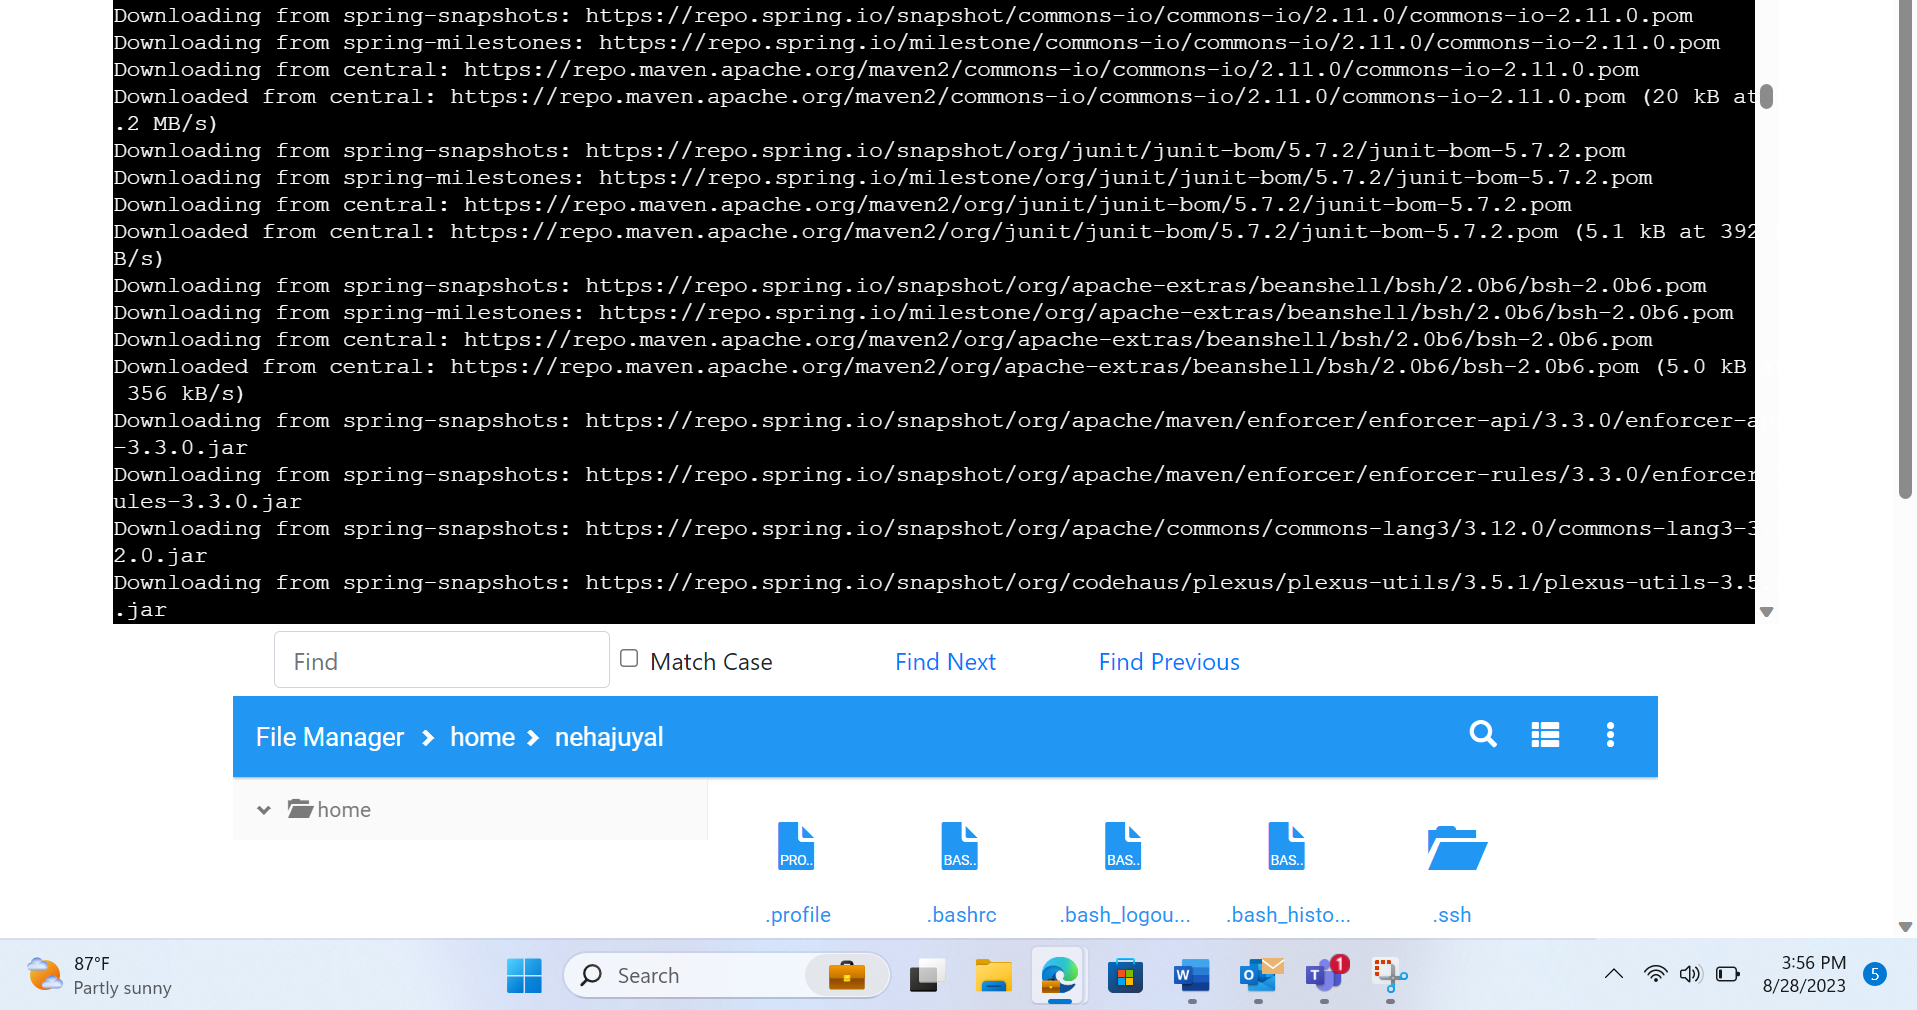 Downloading from spring-snapshots: https://repo.spring.io/snapshot/commons-io/commons-io/2.11.0/commons-io-2.11.0.pom
Downloading from spring-milestones: https://repo.spring.io/milestone/commons-io/commons-io/2.11.0/commons-io-2.11.0.pom
Downloading from central: https://repo.maven.apache.org/maven2/commons-io/commons-io/2.11.0/commons-io-2.11.0.pom
Downloaded from central: https://repo.maven.apache.org/maven2/commons-io/commons-io/2.11.0/commons-io-2.11.0.pom (20 kB at
.2 MB/s)
Downloading from spring-snapshots: https://repo.spring.io/snapshot/org/junit/junit-bom/5.7.2/junit-bom-5.7.2.pom
Downloading from spring-milestones: https://repo.spring.io/milestone/org/junit/junit-bom/5.7.2/junit-bom-5.7.2.pom
Downloading from central: https://repo.maven.apache.org/maven2/org/junit/junit-bom/5.7.2/junit-bom-5.7.2.pom
Downloaded from central: https://repo.maven.apache.org/maven2/org/junit/junit-bom/5.7.2/junit-bom-5.7.2.pom (5.1 kB at 392
B/s)
Downloading from spring-snapshots: https://repo.spring.io/snapshot/org/apache-extras/beanshell/bsh/2.0b6/bsh-2.0b6.pom
Downloading from spring-milestones: https://repo.spring.io/milestone/org/apache-extras/beanshell/bsh/2.0b6/bsh-2.0b6.pom
Downloading from central: https://repo.maven.apache.org/maven2/org/apache-extras/beanshell/bsh/2.0b6/bsh-2.0b6.pom
Downloaded from central: https://repo.maven.apache.org/maven2/org/apache-extras/beanshell/bsh/2.0b6/bsh-2.0b6.pom (5.0 kB
356 kB/s)
Downloading from spring-snapshots: https://repo.spring.io/snapshot/org/apache/maven/enforcer/enforcer-api/3.3.0/enforcer-a
-3.3.0.jar
Downloading from spring-snapshots: https://repo.spring.io/snapshot/org/apache/maven/enforcer/enforcer-rules/3.3.0/enforcer
ules-3.3.0.jar
Downloading from spring-snapshots: https://repo.spring.io/snapshot/org/apache/commons/commons-lang3/3.12.0/commons-lang3-3
2.0.jar
Downloading from spring-snapshots: https://repo.spring.io/snapshot/org/codehaus/plexus/plexus-utils/3.5.1/plexus-utils-3.5
.jar
Find
Match Case
Find Next
Find Previous
File Manager > home > nehajuyal
home
PRO..
BAS..
BAS..
BAS..
.profile
.bashrc
.bash_logou...
.bash_histo...
.ssh
87°F
Partly sunny
Search
W
O
T
1
3:56 PM
8/28/2023
5